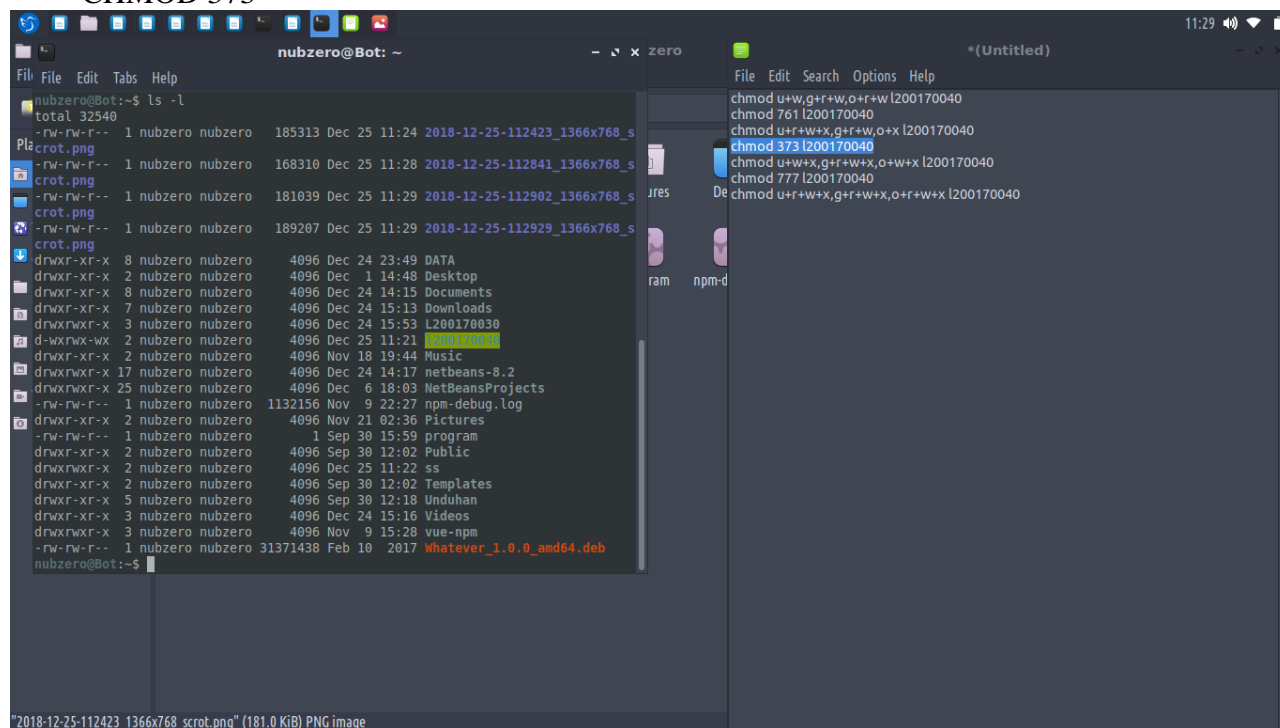 CHMOD 373
11:29
nubzero@Bot: ~
zero
*(Untitled)
File Edit Tabs Help
File Edit Search Options Help
nubzero@Bot:~$ ls -l
total 32540
-rw-rw-r-- 1 nubzero nubzero 185313 Dec 25 11:24 2018-12-25-112423_1366x768_s
crot.png
-rw-rw-r-- 1 nubzero nubzero 168310 Dec 25 11:28 2018-12-25-112841_1366x768_s
crot.png
-rw-rw-r-- 1 nubzero nubzero 181039 Dec 25 11:29 2018-12-25-112902_1366x768_s
crot.png
-rw-rw-r-- 1 nubzero nubzero 189207 Dec 25 11:29 2018-12-25-112929_1366x768_s
crot.png
drwxr-xr-x 8 nubzero nubzero 4096 Dec 24 23:49 DATA
drwxr-xr-x 2 nubzero nubzero 4096 Dec 1 14:48 Desktop
drwxr-xr-x 8 nubzero nubzero 4096 Dec 24 14:15 Documents
drwxr-xr-x 7 nubzero nubzero 4096 Dec 24 15:13 Downloads
drwxrwxr-x 3 nubzero nubzero 4096 Dec 24 15:53 L200170030
d-wxrwx-wx 2 nubzero nubzero 4096 Dec 25 11:21 l200170040
drwxr-xr-x 2 nubzero nubzero 4096 Nov 18 19:44 Music
drwxrwxr-x 17 nubzero nubzero 4096 Dec 24 14:17 netbeans-8.2
drwxrwxr-x 25 nubzero nubzero 4096 Dec 6 18:03 NetBeansProjects
-rw-rw-r-- 1 nubzero nubzero 1132156 Nov 9 22:27 npm-debug.log
drwxr-xr-x 2 nubzero nubzero 4096 Nov 21 02:36 Pictures
-rw-rw-r-- 1 nubzero nubzero 1 Sep 30 15:59 program
drwxr-xr-x 2 nubzero nubzero 4096 Sep 30 12:02 Public
drwxrwxr-x 2 nubzero nubzero 4096 Dec 25 11:22 ss
drwxr-xr-x 2 nubzero nubzero 4096 Sep 30 12:02 Templates
drwxr-xr-x 5 nubzero nubzero 4096 Sep 30 12:18 Unduhan
drwxr-xr-x 3 nubzero nubzero 4096 Dec 24 15:16 Videos
drwxrwxr-x 3 nubzero nubzero 4096 Nov 9 15:28 vue-npm
-rw-rw-r-- 1 nubzero nubzero 31371438 Feb 10 2017 Whatever_1.0.0_amd64.deb
nubzero@Bot:~$
Pla
ures
De
ram
npm-d
chmod u+w,g+r+w,o+r+w l200170040
chmod 761 l200170040
chmod u+r+w+x,g+r+w,o+x l200170040
chmod 373 l200170040
chmod u+w+x,g+r+w+x,o+w+x l200170040
chmod 777 l200170040
chmod u+r+w+x,g+r+w+x,o+r+w+x l200170040
"2018-12-25-112423_1366x768_scrot.png" (181.0 KiB) PNG image